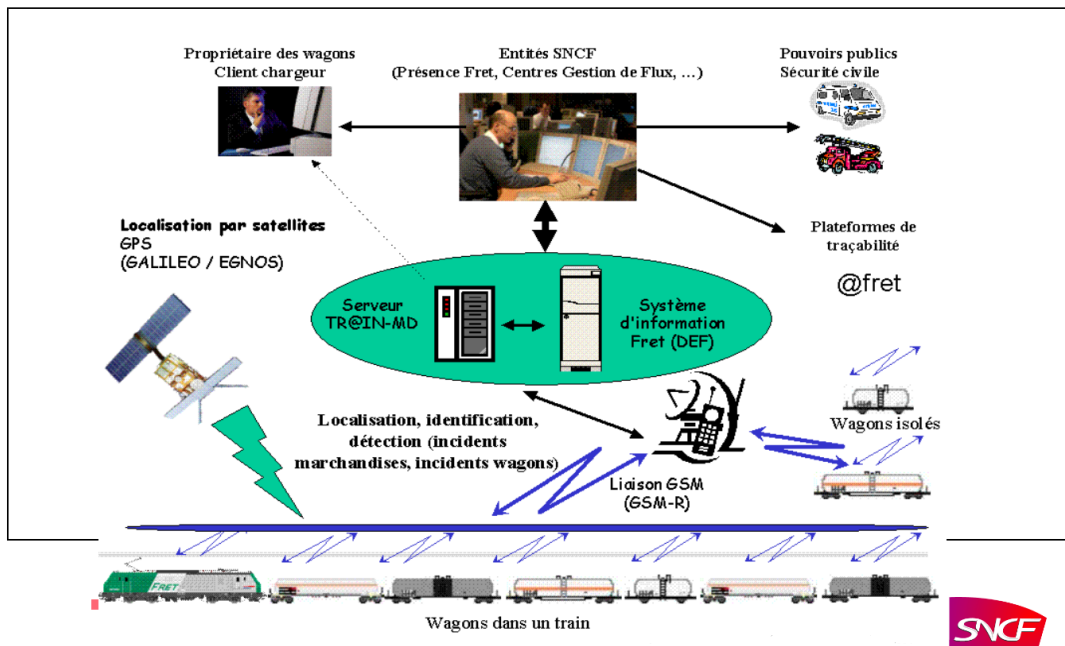 Propriétaire des wagons
Client chargeur
Entités SNCF
(Présence Fret, Centres Gestion de Flux, …)
Pouvoirs publics
Sécurité civile
Localisation par satellites
GPS
(GALILEO / EGNOS)
Plateformes de
traçabilité
@fret
Serveur
TR@IN-MD
Système
d'information
Fret (DEF)
Localisation, identification,
détection (incidents
marchandises, incidents wagons)
Wagons isolés
Liaison GSM
(GSM-R)
FRET
Wagons dans un train
SNCF